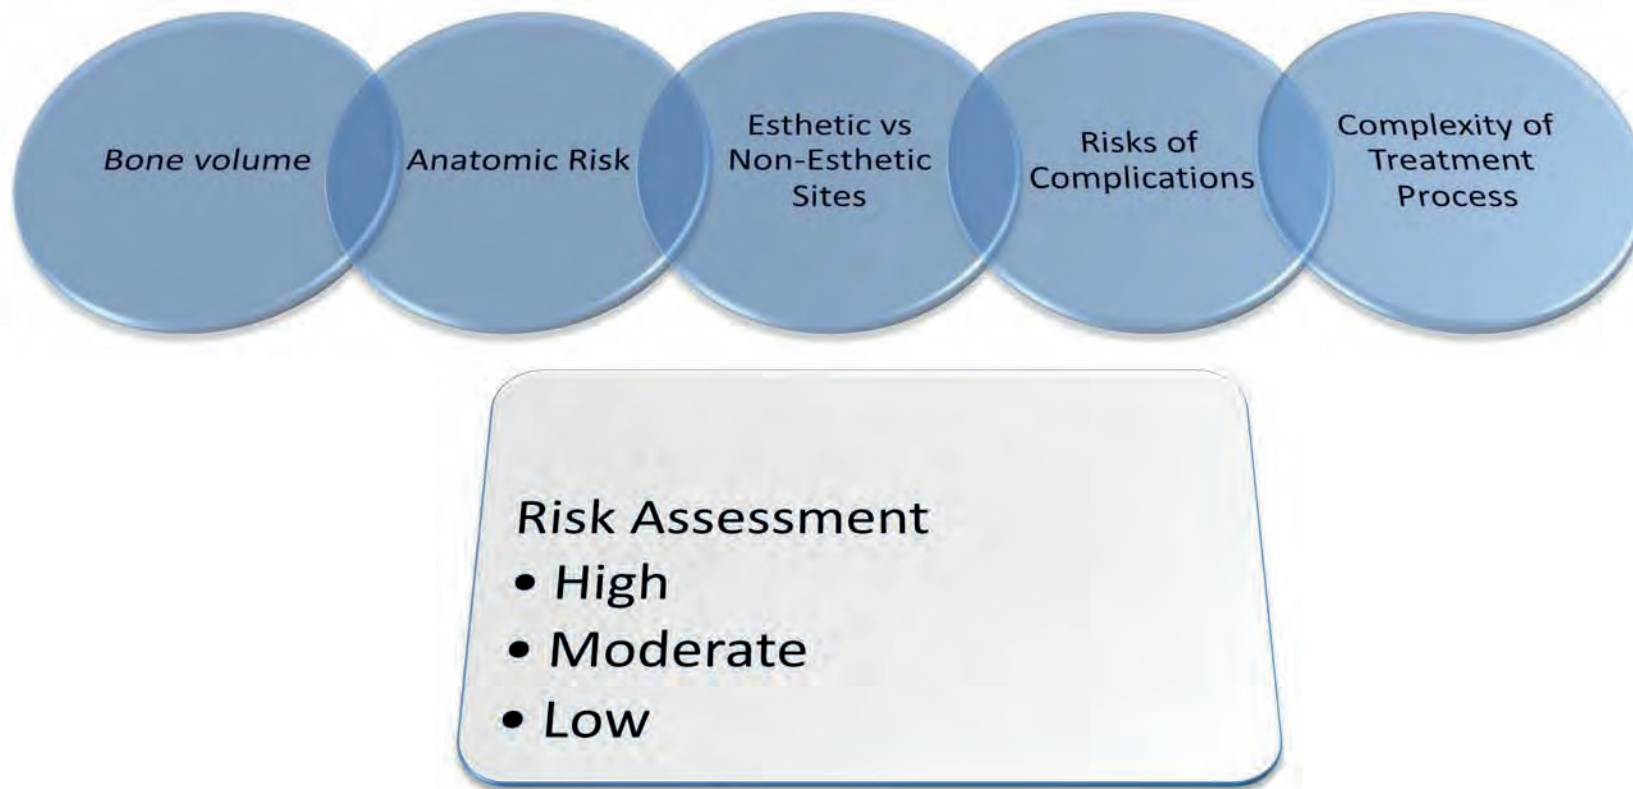 Bone volume
Anatomic Risk
Esthetic vs
Non-Esthetic
Sites
Risks of
Complications
Complexity of
Treatment
Process
Risk Assessment
• High
• Moderate
• Low